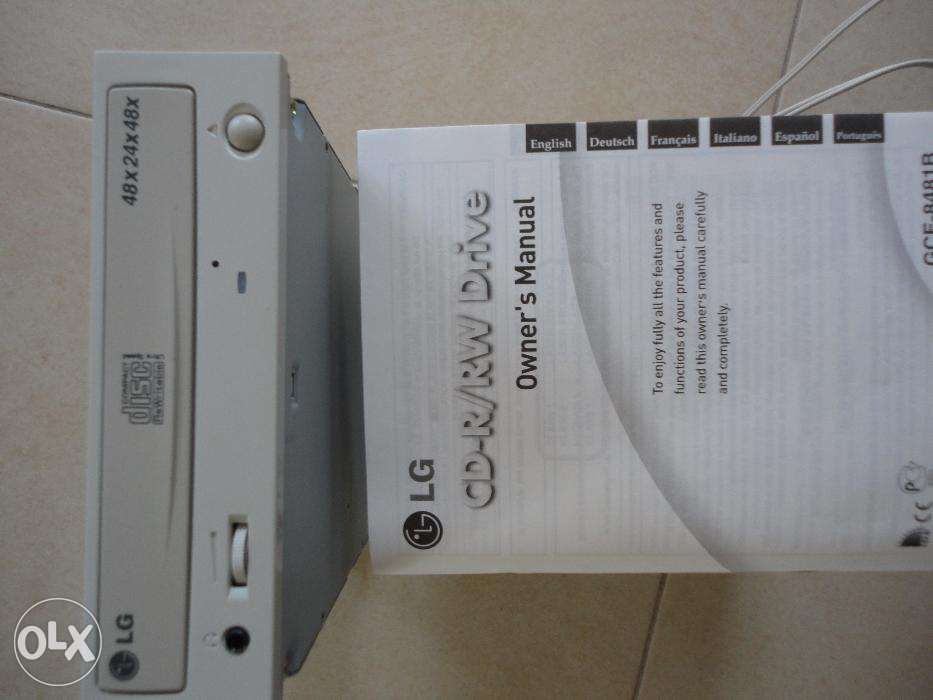 48x24x48x
COMPACT
disc
ReWritable
LG
LG
CD-R/RW Drive
Owner's Manual
English
Deutsch
Français
Italiano
Español
Português
To enjoy fully all the features and
functions of your product, please
read this owner's manual carefully
and completely.
GCE-8481B
CE
OLX